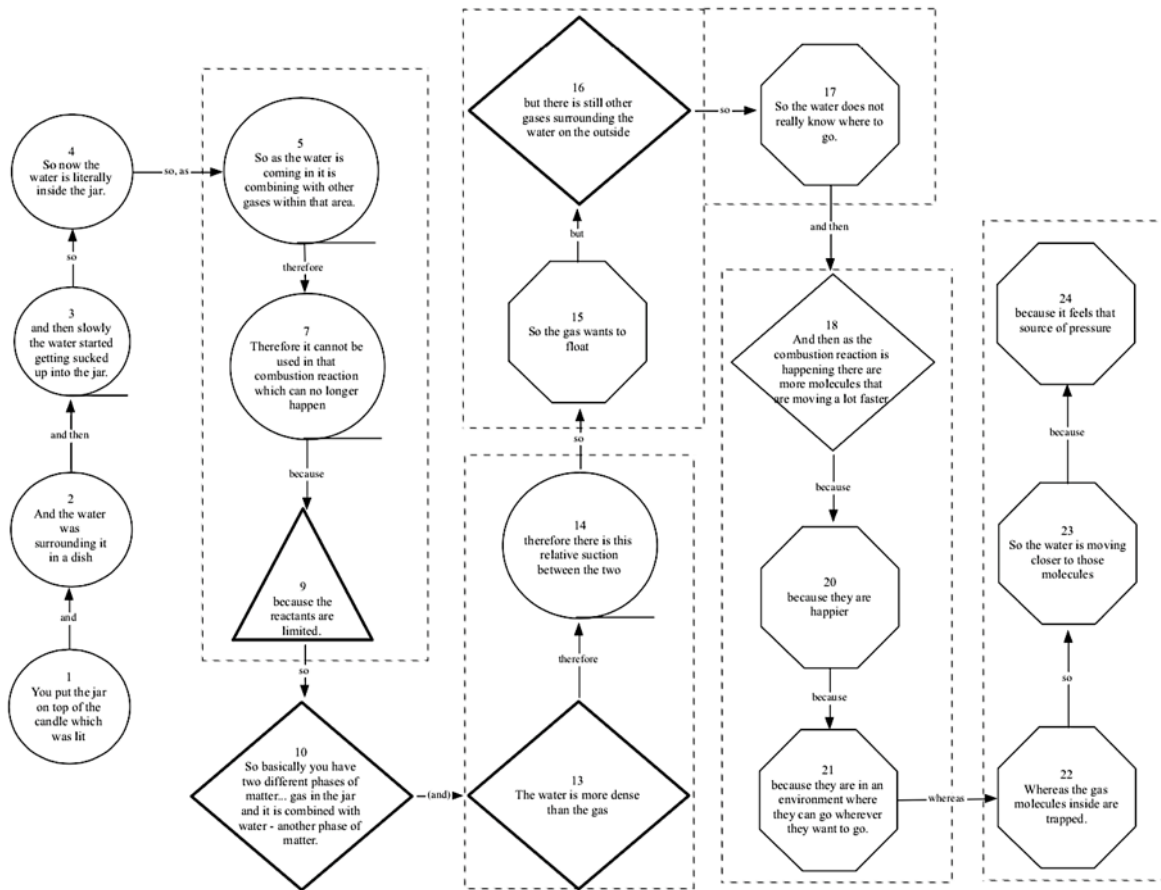 1
You put the jar
on top of the
candle which
was lit
and
2
And the water
was
surrounding it
in a dish
and then
3
and then slowly
the water started
getting sucked
up into the jar.
so
4
So now the
water is literally
inside the jar.
so, as
5
So as the water is
coming in it is
combining with other
gases within that area.
therefore
7
Therefore it cannot be
used in that
combustion reaction
which can no longer
happen
because
9
because the
reactants are
limited.
so
10
So basically you have
two different phases of
matter... gas in the jar
and it is combined with
water - another phase of
matter.
(and)
13
The water is more dense
than the gas
therefore
14
therefore there is this
relative suction
between the two
so
15
So the gas wants to
float
but
16
but there is still other
gases surrounding the
water on the outside
so
17
So the water does not
really know where to
go.
and then
18
And then as the
combustion reaction is
happening there are
more molecules that
are moving a lot faster
because
20
because they are
happier
because
21
because they are in an
environment where
they can go wherever
they want to go.
whereas
22
Whereas the gas
molecules inside are
trapped.
so
23
So the water is moving
closer to those
molecules
because
24
because it feels that
source of pressure